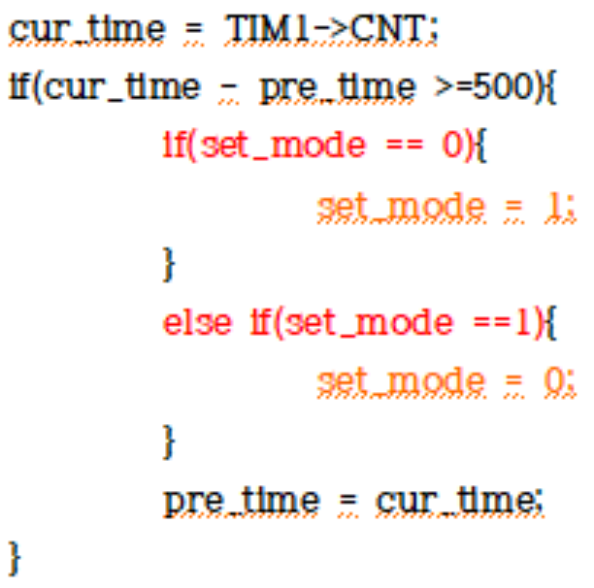 cur_time = TIM1->CNT;
if(cur_time - pre_time >=500){
if(set_mode == 0){
set_mode = 1;
}
else if(set_mode ==1){
set_mode = 0;
}
pre_time = cur_time;
}